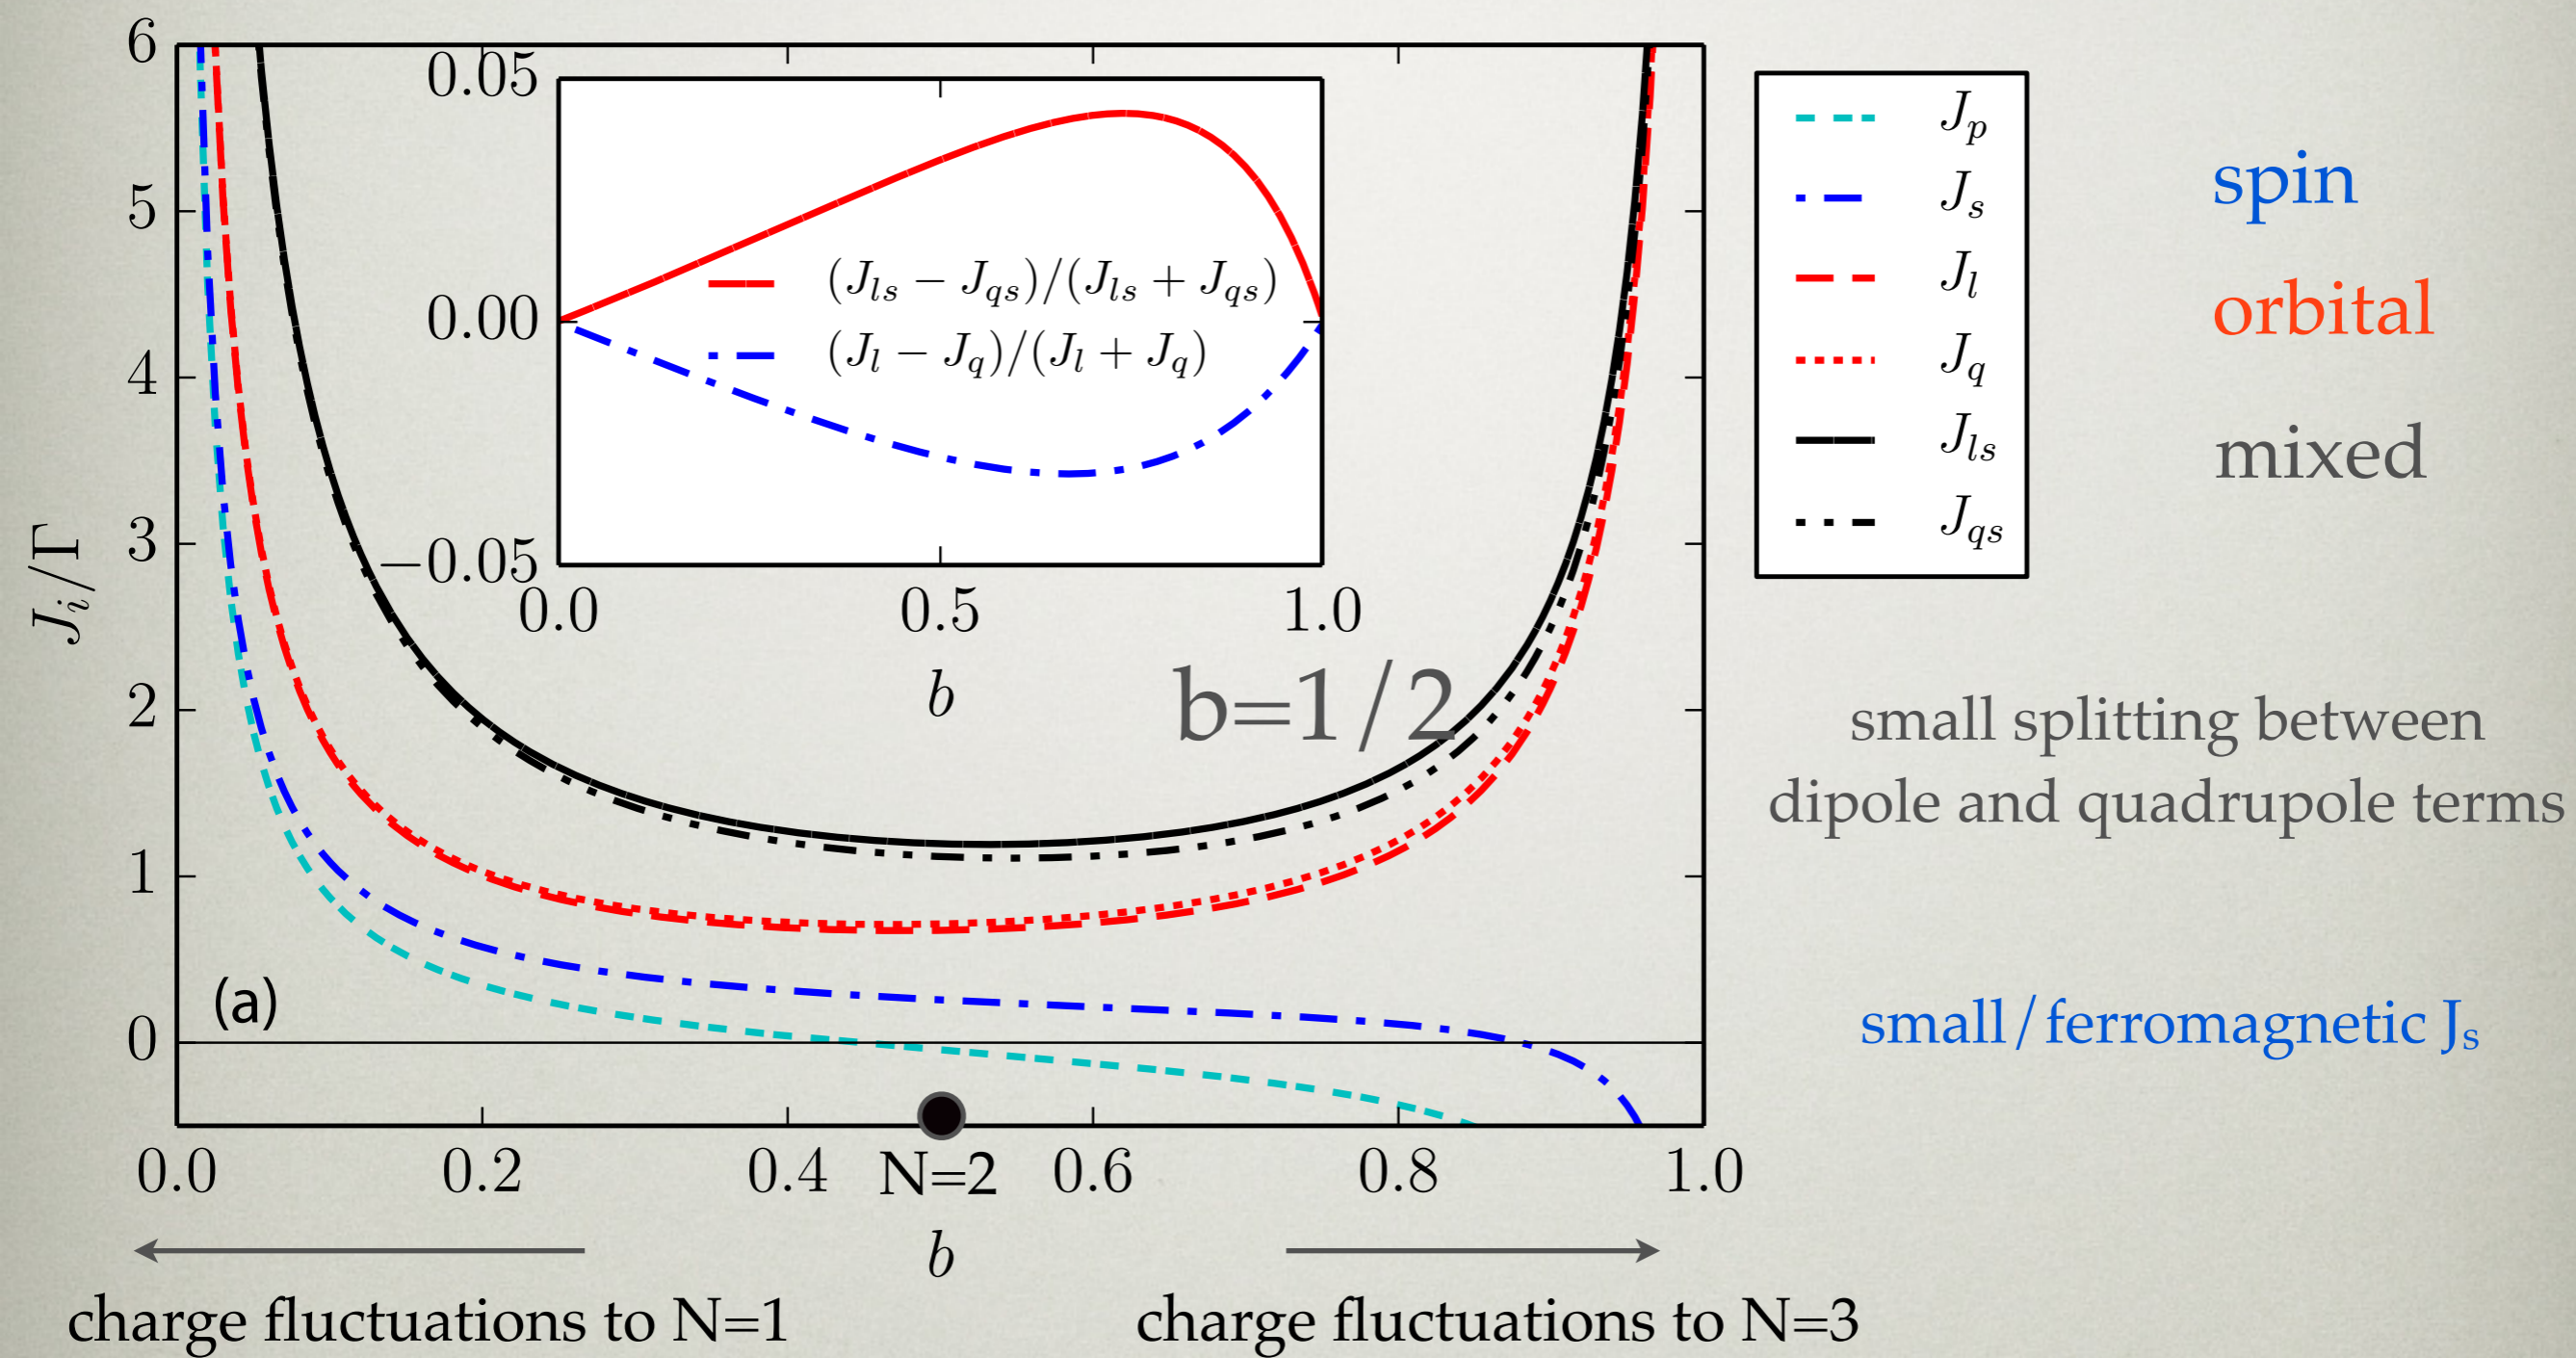 6
5
4
3
2
1
0
J_i/Γ
0.05
0.00
−0.05
(J_ls − J_qs)/(J_ls + J_qs)
(J_l − J_q)/(J_l + J_q)
0.0 0.5 1.0
b
b=1/2
(a)
0.0 0.2 0.4 N=2 0.6 0.8 1.0
b
charge fluctuations to N=1
charge fluctuations to N=3
J_p
J_s
J_l
J_q
J_ls
J_qs
spin
orbital
mixed
small splitting between
dipole and quadrupole terms
small/ferromagnetic J_s